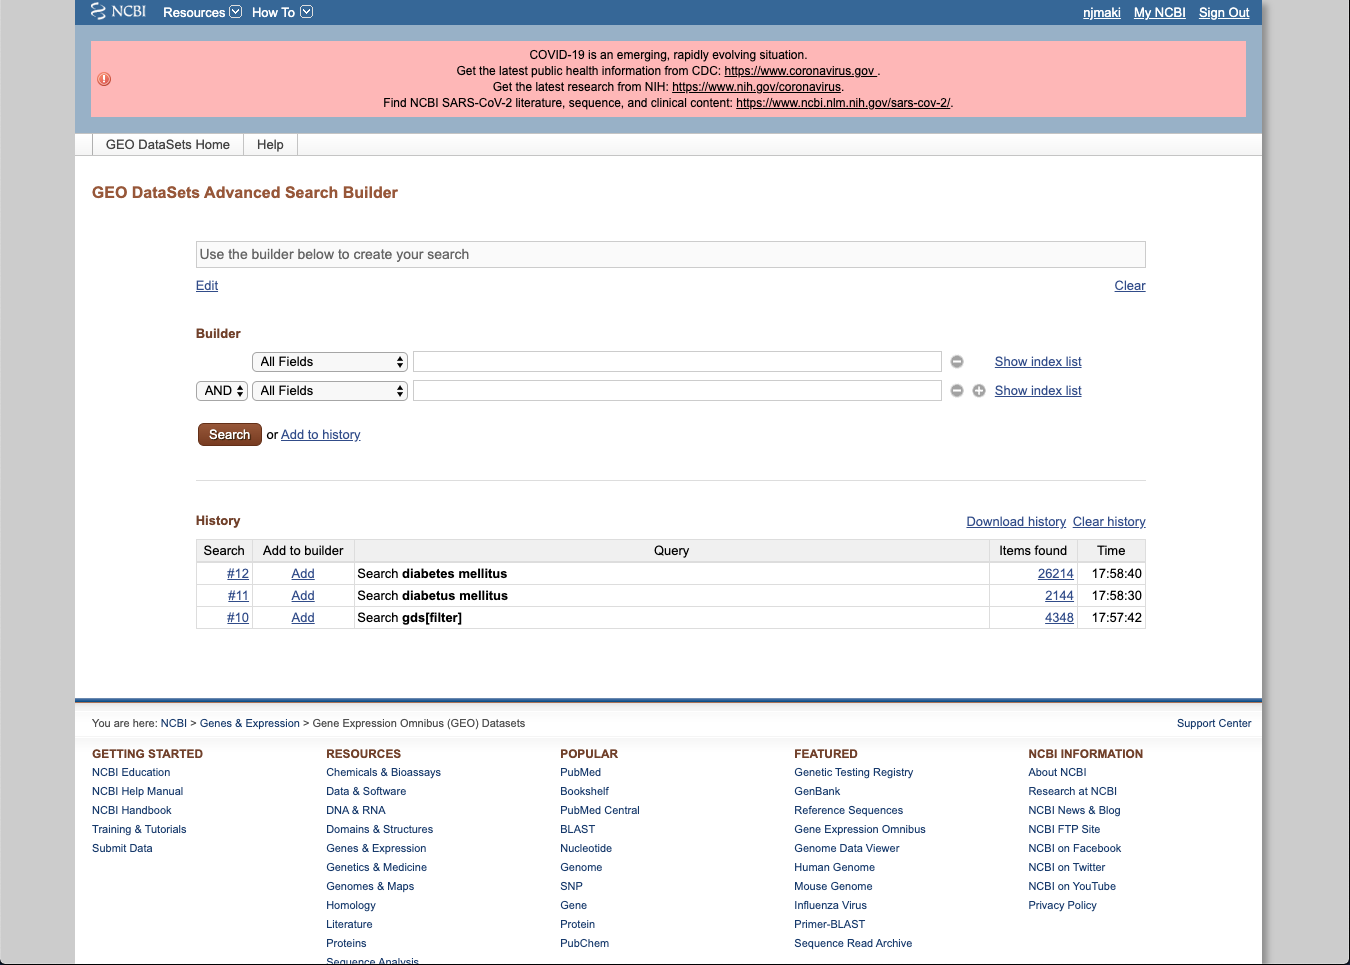 NCBI Resources How To njmaki My NCBI Sign Out
COVID-19 is an emerging, rapidly evolving situation.
Get the latest public health information from CDC: https://www.coronavirus.gov .
Get the latest research from NIH: https://www.nih.gov/coronavirus.
Find NCBI SARS-CoV-2 literature, sequence, and clinical content: https://www.ncbi.nlm.nih.gov/sars-cov-2/.
GEO DataSets Home Help
GEO DataSets Advanced Search Builder
Use the builder below to create your search
Edit Clear
Builder
All Fields Show index list
AND All Fields Show index list
Search or Add to history
History Download history Clear history
Search Add to builder Query Items found Time
#12 Add Search diabetes mellitus 26214 17:58:40
#11 Add Search diabetus mellitus 2144 17:58:30
#10 Add Search gds[filter] 4348 17:57:42
You are here: NCBI > Genes & Expression > Gene Expression Omnibus (GEO) Datasets Support Center
GETTING STARTED
NCBI Education
NCBI Help Manual
NCBI Handbook
Training & Tutorials
Submit Data
RESOURCES
Chemicals & Bioassays
Data & Software
DNA & RNA
Domains & Structures
Genes & Expression
Genetics & Medicine
Genomes & Maps
Homology
Literature
Proteins
Sequence Analysis
POPULAR
PubMed
Bookshelf
PubMed Central
BLAST
Nucleotide
Genome
SNP
Gene
Protein
PubChem
FEATURED
Genetic Testing Registry
GenBank
Reference Sequences
Gene Expression Omnibus
Genome Data Viewer
Human Genome
Mouse Genome
Influenza Virus
Primer-BLAST
Sequence Read Archive
NCBI INFORMATION
About NCBI
Research at NCBI
NCBI News & Blog
NCBI FTP Site
NCBI on Facebook
NCBI on Twitter
NCBI on YouTube
Privacy Policy